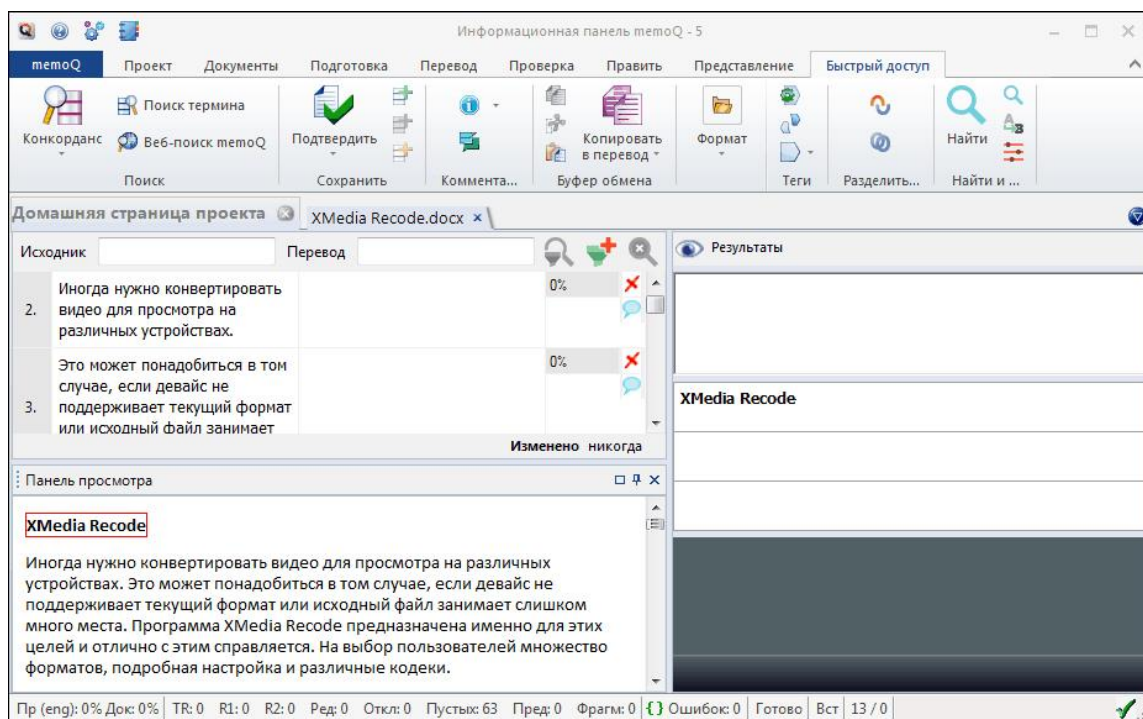 Информационная панель memoQ - 5
memoQ Проект Документы Подготовка Перевод Проверка Править Представление Быстрый доступ
Конкорданс
Поиск термина
Веб-поиск memoQ
Поиск
Подтвердить
Сохранить
Коммента...
Копировать
в перевод
Буфер обмена
Формат
Теги
Разделить...
Найти
Найти и ...
Домашняя страница проекта XMedia Recode.docx
Исходник Перевод
Результаты
2. Иногда нужно конвертировать
видео для просмотра на
различных устройствах.
0%
3. Это может понадобиться в том
случае, если девайс не
поддерживает текущий формат
или исходный файл занимает
0%
Изменено никогда
XMedia Recode
Панель просмотра
XMedia Recode
Иногда нужно конвертировать видео для просмотра на различных
устройствах. Это может понадобиться в том случае, если девайс не
поддерживает текущий формат или исходный файл занимает слишком
много места. Программа XMedia Recode предназначена именно для этих
целей и отлично с этим справляется. На выбор пользователей множество
форматов, подробная настройка и различные кодеки.
Пр (eng): 0% Док: 0% TR: 0 R1: 0 R2: 0 Ред: 0 Откл: 0 Пустых: 63 Пред: 0 Фрагм: 0 {} Ошибок: 0 Готово Вст 13 / 0